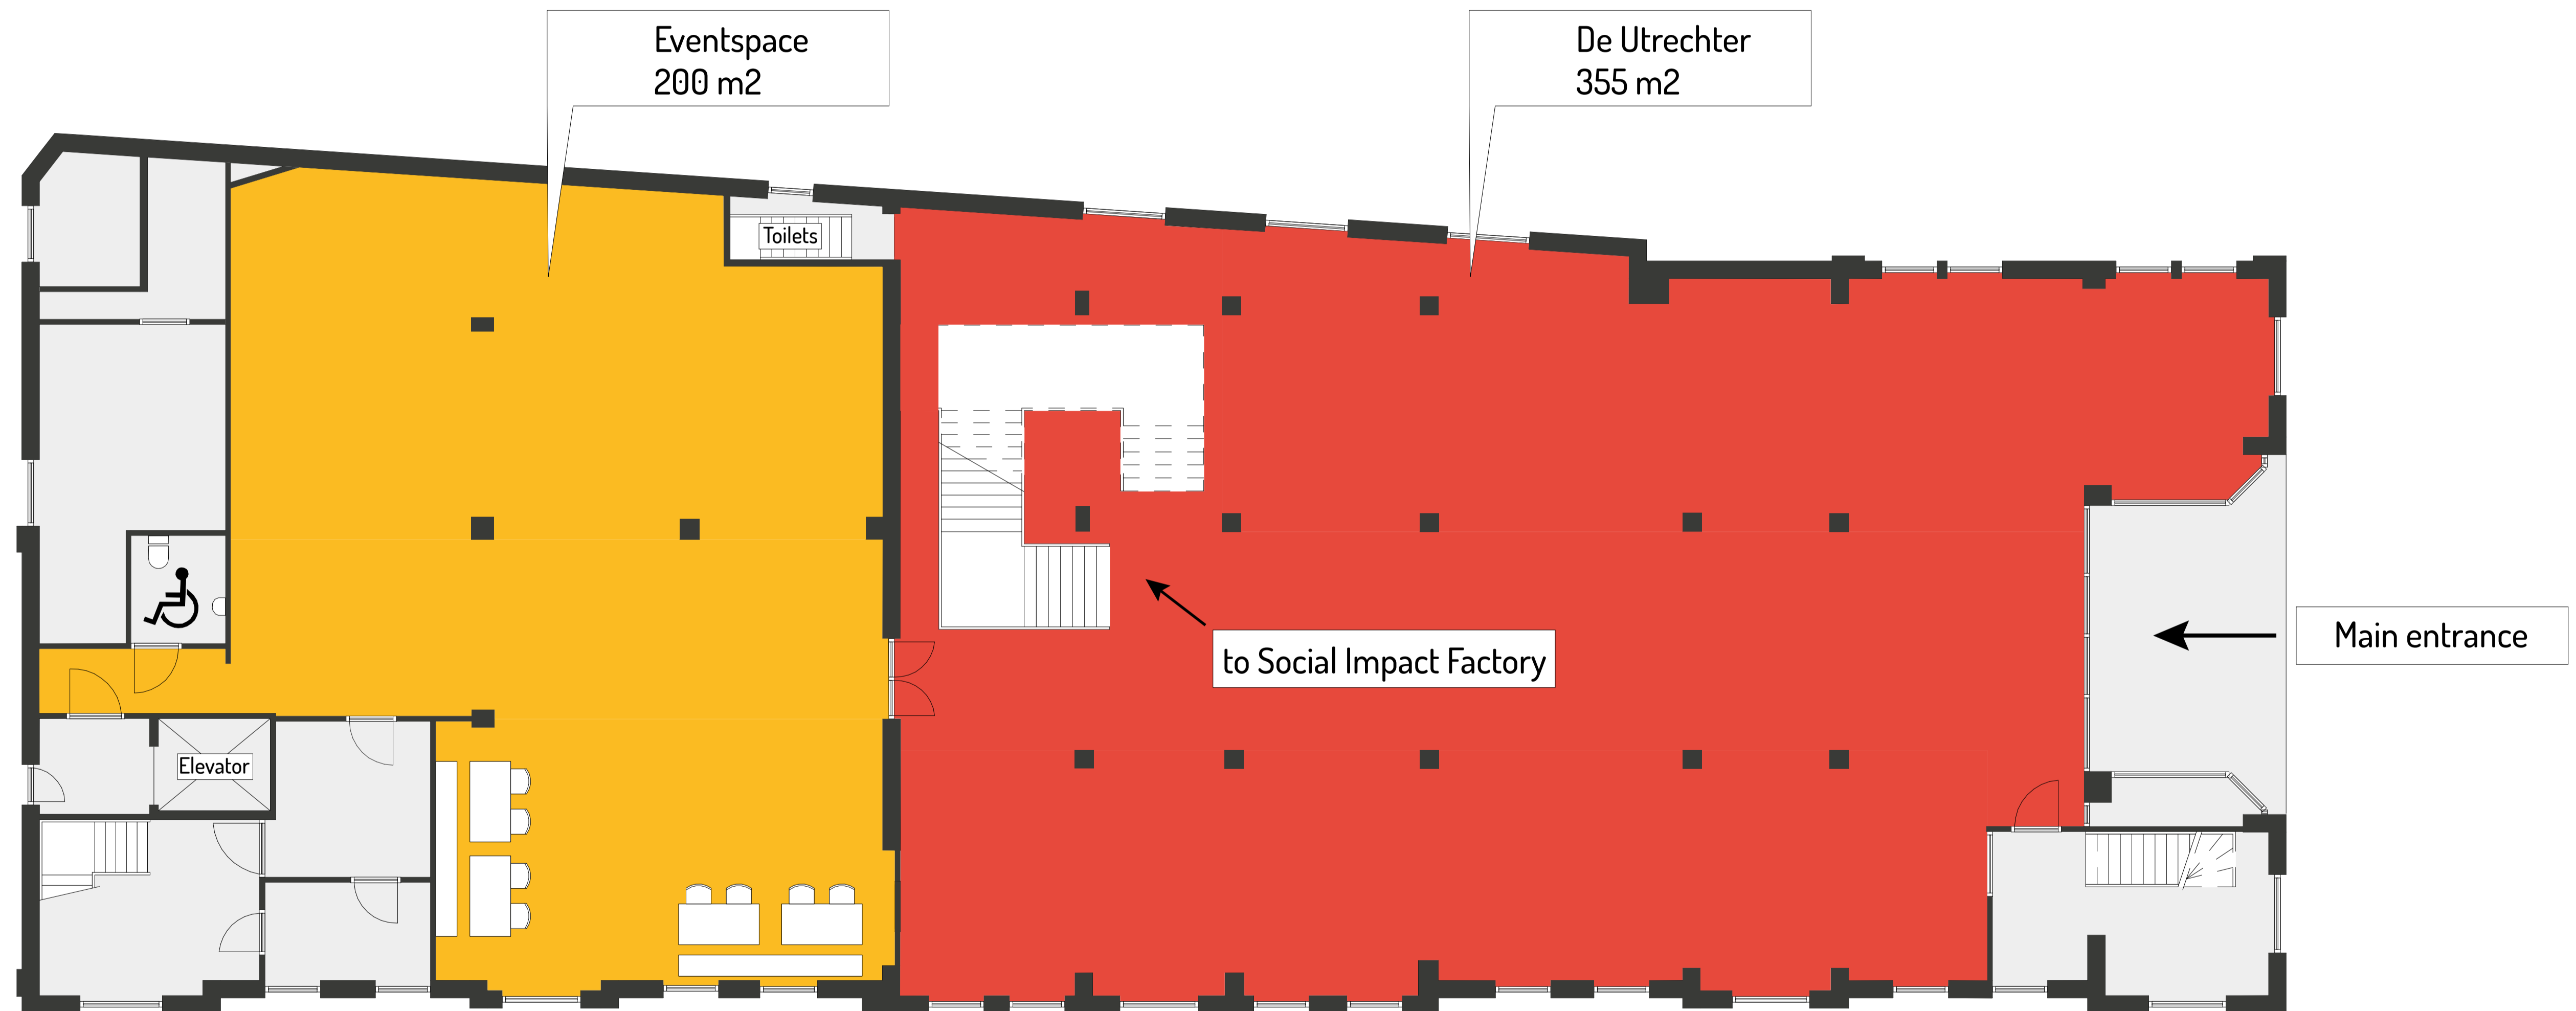 Eventspace
200 m2
De Utrechter
355 m2
Toilets
to Social Impact Factory
Main entrance
Elevator